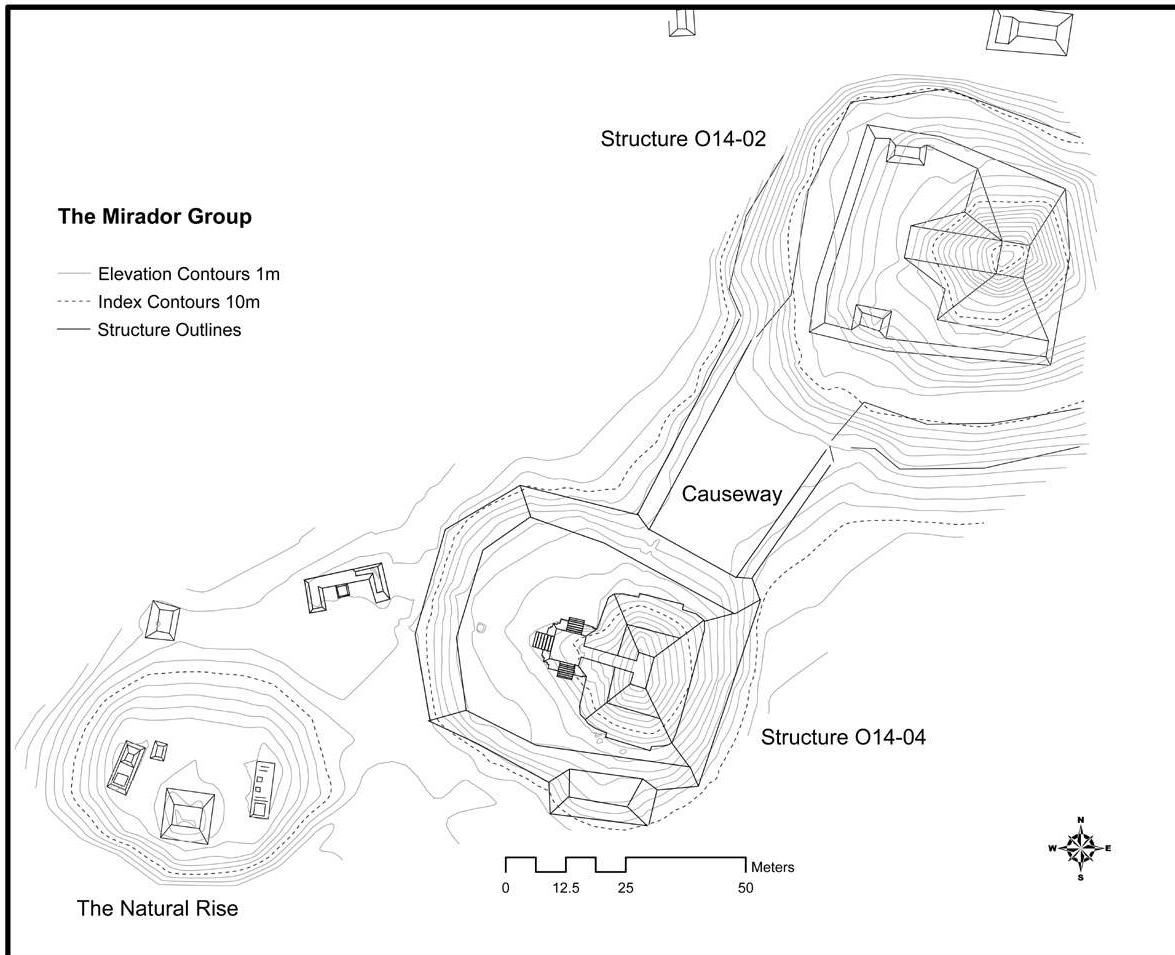 Structure O14-02
The Mirador Group
Elevation Contours 1m
Index Contours 10m
Structure Outlines
Causeway
Structure O14-04
The Natural Rise
Meters
0 12.5 25 50
N
W E
S